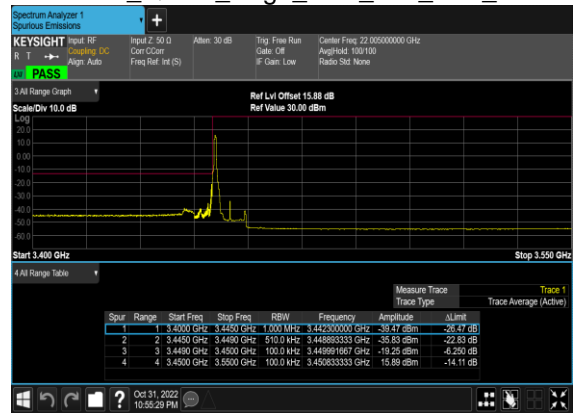 Spectrum Analyzer 1
Spurious Emissions
KEYSIGHT Input: RF Input Z: 50 Ω Atten: 30 dB Trig: Free Run Center Freq: 22.005000000 GHz
R T Coupling: DC Corr CCorr Gate: Off Avg|Hold: 100/100
Align: Auto Freq Ref: Int (S) IF Gain: Low Radio Std: None
PASS
3 All Range Graph
Ref Lvl Offset 15.88 dB
Scale/Div 10.0 dB Ref Value 30.00 dBm
Log
20.0
10.0
0.00
-10.0
-20.0
-30.0
-40.0
-50.0
-60.0
Start 3.400 GHz Stop 3.550 GHz
4 All Range Table
Measure Trace Trace 1
Trace Type Trace Average (Active)
Spur Range Start Freq Stop Freq RBW Frequency Amplitude ΔLimit
1 1 3.4000 GHz 3.4450 GHz 1.000 MHz 3.442300000 GHz -39.47 dBm -26.47 dB
2 2 3.4450 GHz 3.4490 GHz 510.0 kHz 3.448893333 GHz -35.83 dBm -22.83 dB
3 3 3.4490 GHz 3.4500 GHz 100.0 kHz 3.449991667 GHz -19.25 dBm -6.250 dB
4 4 3.4500 GHz 3.5500 GHz 100.0 kHz 3.450833333 GHz 15.89 dBm -14.11 dB
? Oct 31, 2022
10:55:29 PM